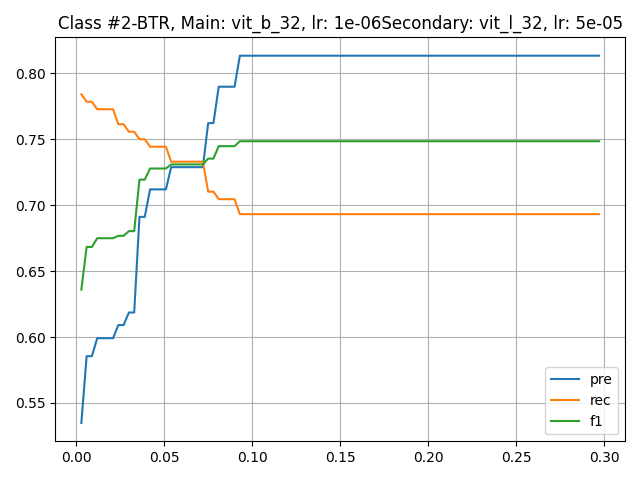 Class #2-BTR, Main: vit_b_32, lr: 1e-06Secondary: vit_l_32, lr: 5e-05
0.80
0.75
0.70
0.65
0.60
0.55
pre
rec
f1
0.00 0.05 0.10 0.15 0.20 0.25 0.30